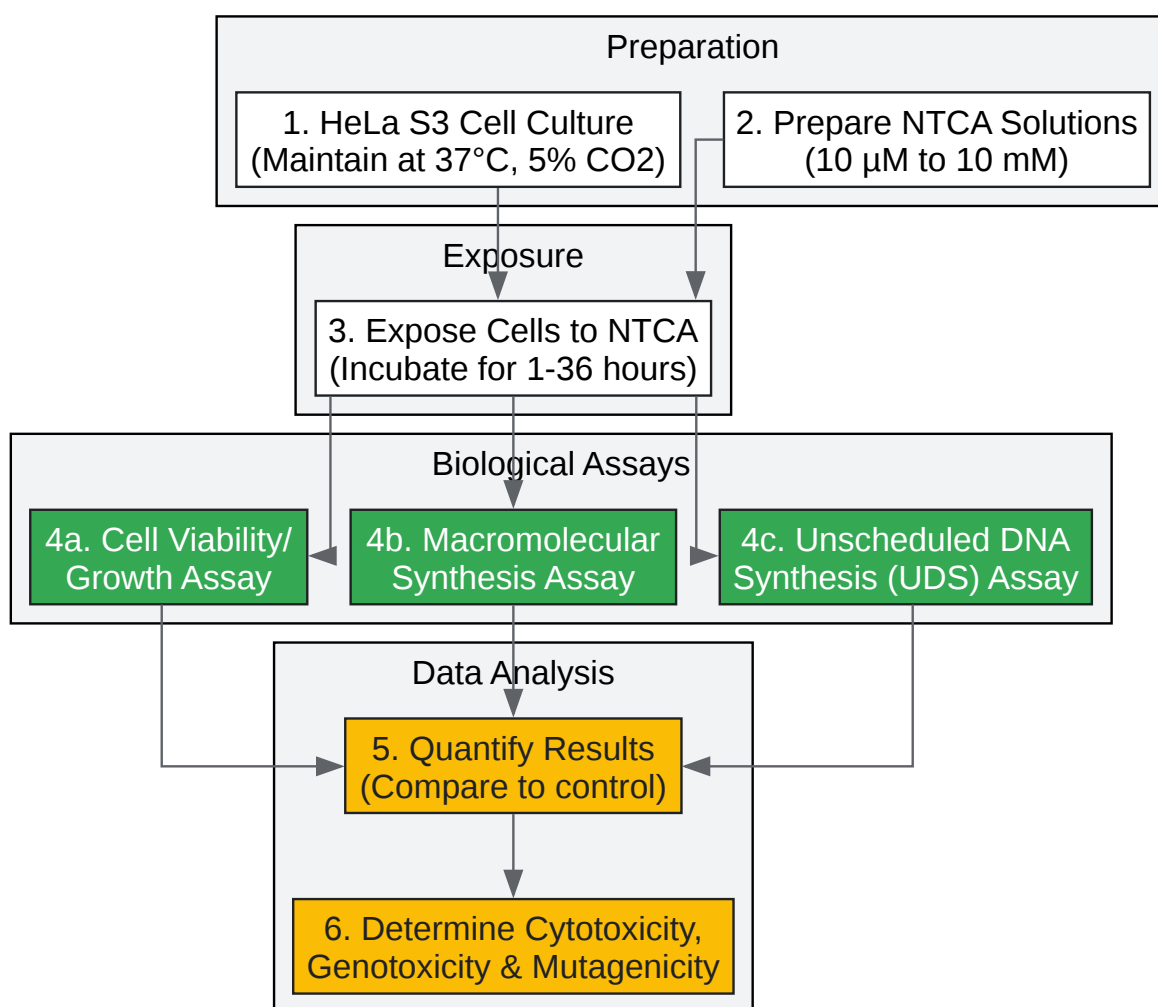 Preparation
1. HeLa S3 Cell Culture
(Maintain at 37°C, 5% CO2)
2. Prepare NTCA Solutions
(10 µM to 10 mM)
Exposure
3. Expose Cells to NTCA
(Incubate for 1-36 hours)
Biological Assays
4a. Cell Viability/
Growth Assay
4b. Macromolecular
Synthesis Assay
4c. Unscheduled DNA
Synthesis (UDS) Assay
Data Analysis
5. Quantify Results
(Compare to control)
6. Determine Cytotoxicity,
Genotoxicity & Mutagenicity